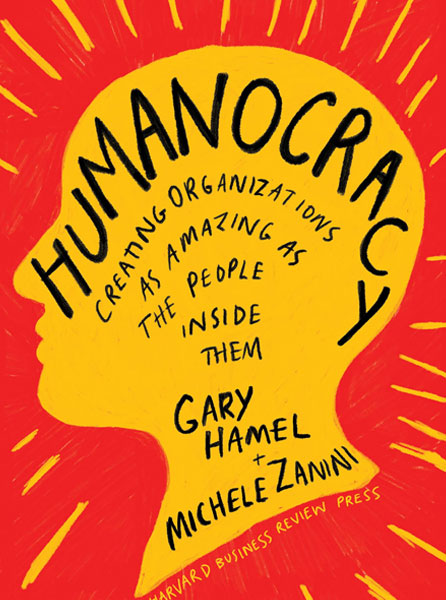 HUMANOCRACY
CREATING ORGANIZATIONS
AS AMAZING AS
THE PEOPLE
INSIDE
THEM
GARY
HAMEL
+
MICHELE ZANINI
HARVARD BUSINESS REVIEW PRESS